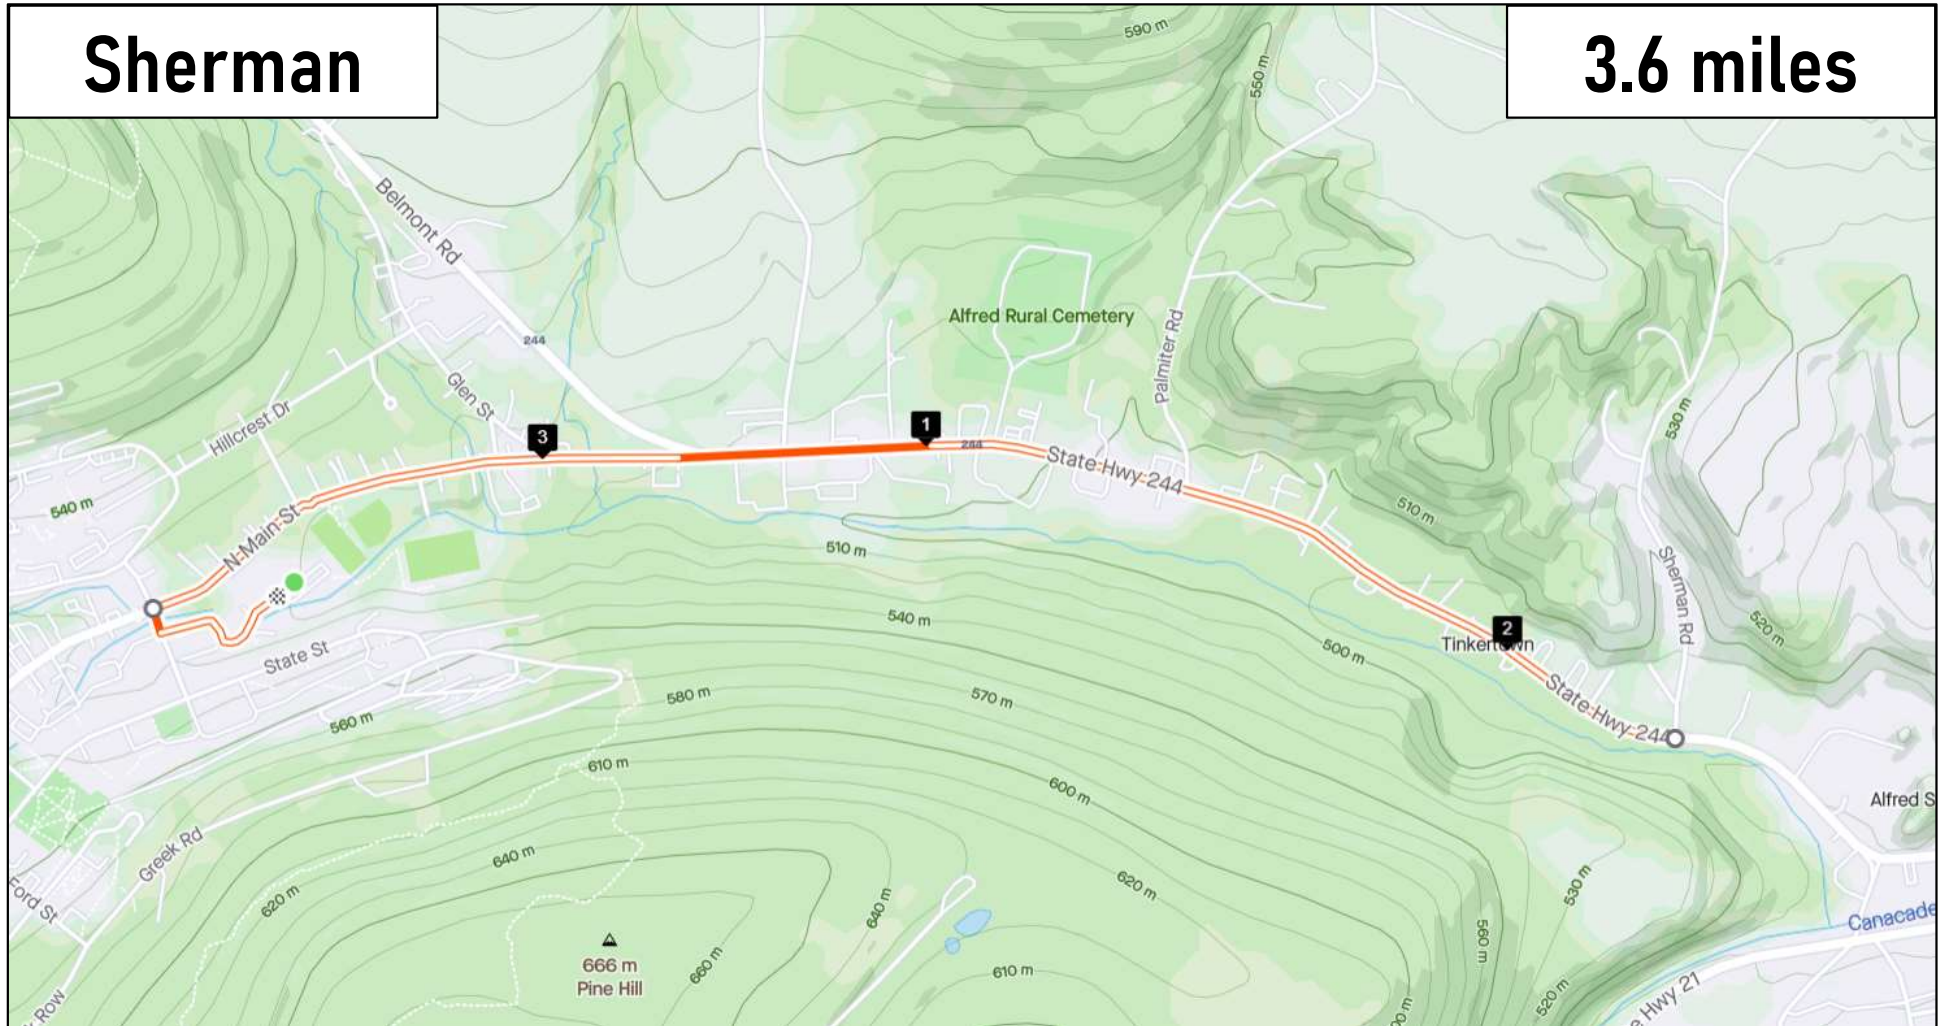 Sherman
3.6 miles
590 m
550 m
Belmont Rd
Alfred Rural Cemetery
Palmiter Rd
244
Glen St
Hillcrest Dr
530 m
1
3
244
State Hwy 244
540 m
N Main St
510 m
510 m
Sherman Rd
540 m
2
Tinkertown
520 m
500 m
State St
580 m
570 m
State Hwy 244
560 m
610 m
600 m
Alfred S
Greek Rd
640 m
620 m
530 m
Ford St
620 m
640 m
Canacade
560 m
666 m
Pine Hill
660 m
610 m
520 m
e Hwy 21
Row